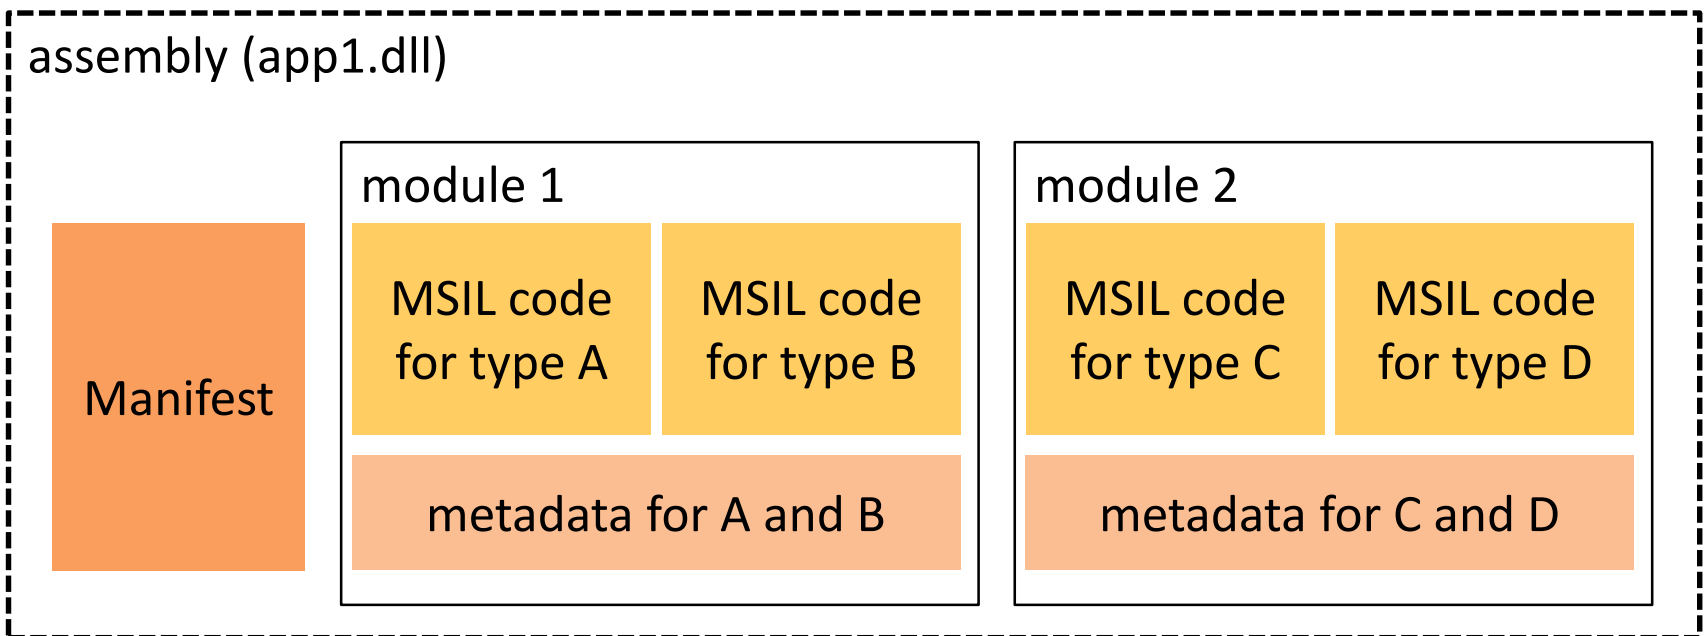 assembly (app1.dll)
Manifest
module 1
MSIL code
for type A
MSIL code
for type B
metadata for A and B
module 2
MSIL code
for type C
MSIL code
for type D
metadata for C and D